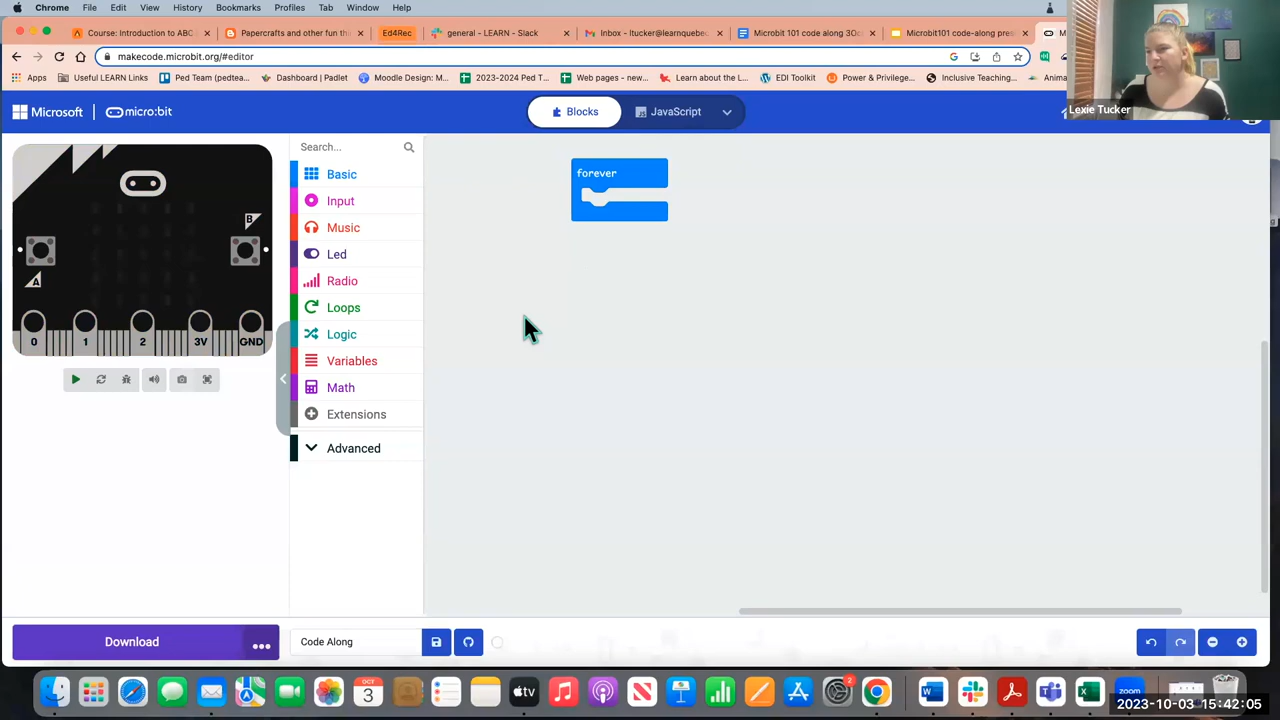 Chrome File Edit View History Bookmarks Profiles Tab Window Help
Course: Introduction to ABC
Papercrafts and other fun thi
Ed4Rec
general - LEARN - Slack
Inbox - ltucker@learnquebec
Microbit 101 code along 3Oc
Microbit101 code-along pres
makecode.microbit.org/#editor
Apps Useful LEARN Links Ped Team (pedtea... Dashboard | Padlet Moodle Design: M... 2023-2024 Ped T... Web pages - new... Learn about the L... EDI Toolkit Power & Privilege... Inclusive Teaching... Anima
Lexie Tucker
Microsoft micro:bit Blocks JavaScript
Search...
Basic
Input
Music
Led
Radio
Loops
Logic
Variables
Math
Extensions
Advanced
forever
A
B
0 1 2 3V GND
Download ...
Code Along
OCT
3
tv
2
zoom
2023-10-03 15:42:05